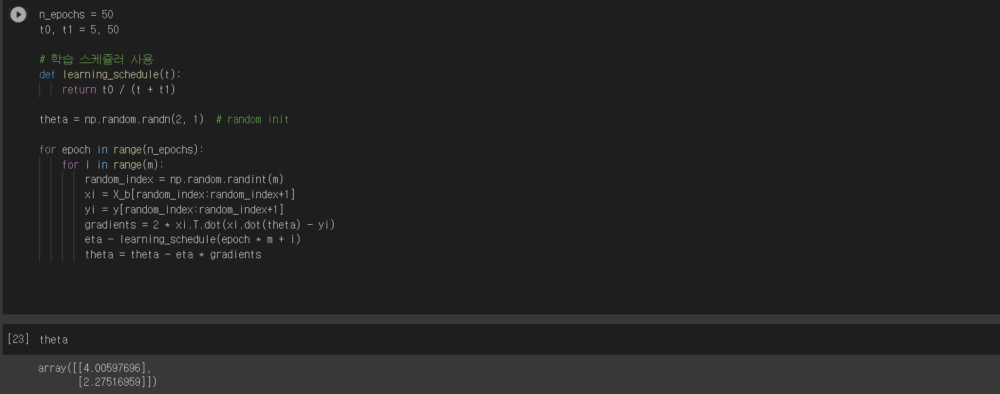 n_epochs = 50
t0, t1 = 5, 50
# 학습 스케쥴러 사용
def learning_schedule(t):
return t0 / (t + t1)
theta = np.random.randn(2, 1)  # random init
for epoch in range(n_epochs):
for i in range(m):
random_index = np.random.randint(m)
xi = X_b[random_index:random_index+1]
yi = y[random_index:random_index+1]
gradients = 2 * xi.T.dot(xi.dot(theta) - yi)
eta - learning_schedule(epoch * m + i)
theta = theta - eta * gradients
[23] theta
array([[4.00597696],
[2.27516959]])